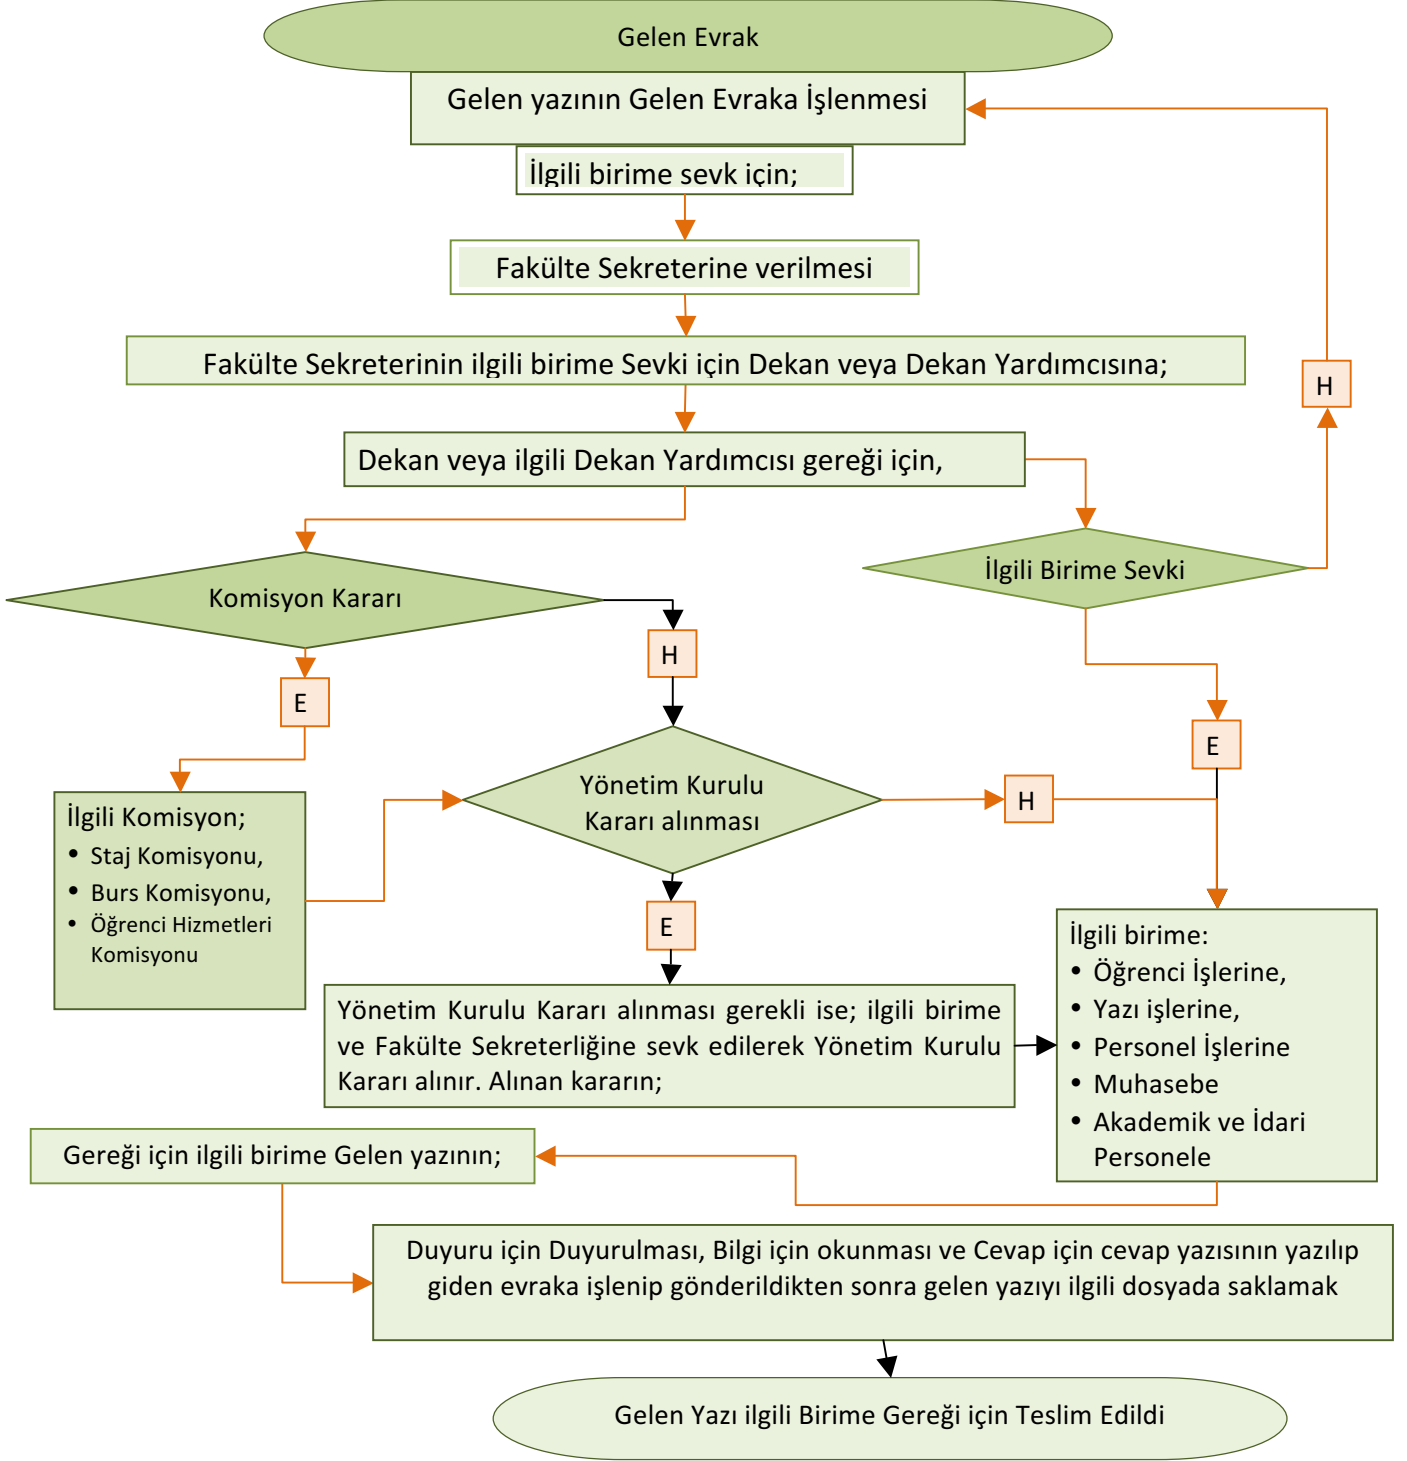 Gelen Evrak
Gelen yazının Gelen Evraka İşlenmesi
İlgili birime sevk için;
Fakülte Sekreterine verilmesi
Fakülte Sekreterinin ilgili birime Sevki için Dekan veya Dekan Yardımcısına;
H
Dekan veya ilgili Dekan Yardımcısı gereği için,
İlgili Birime Sevki
Komisyon Kararı
H
E
E
Yönetim Kurulu
Kararı alınması
H
İlgili Komisyon;
• Staj Komisyonu,
• Burs Komisyonu,
• Öğrenci Hizmetleri
Komisyonu
E
İlgili birime:
• Öğrenci İşlerine,
• Yazı işlerine,
• Personel İşlerine
• Muhasebe
• Akademik ve İdari
Personele
Yönetim Kurulu Kararı alınması gerekli ise; ilgili birime
ve Fakülte Sekreterliğine sevk edilerek Yönetim Kurulu
Kararı alınır. Alınan kararın;
Gereği için ilgili birime Gelen yazının;
Duyuru için Duyurulması, Bilgi için okunması ve Cevap için cevap yazısının yazılıp
giden evraka işlenip gönderildikten sonra gelen yazıyı ilgili dosyada saklamak
Gelen Yazı ilgili Birime Gereği için Teslim Edildi